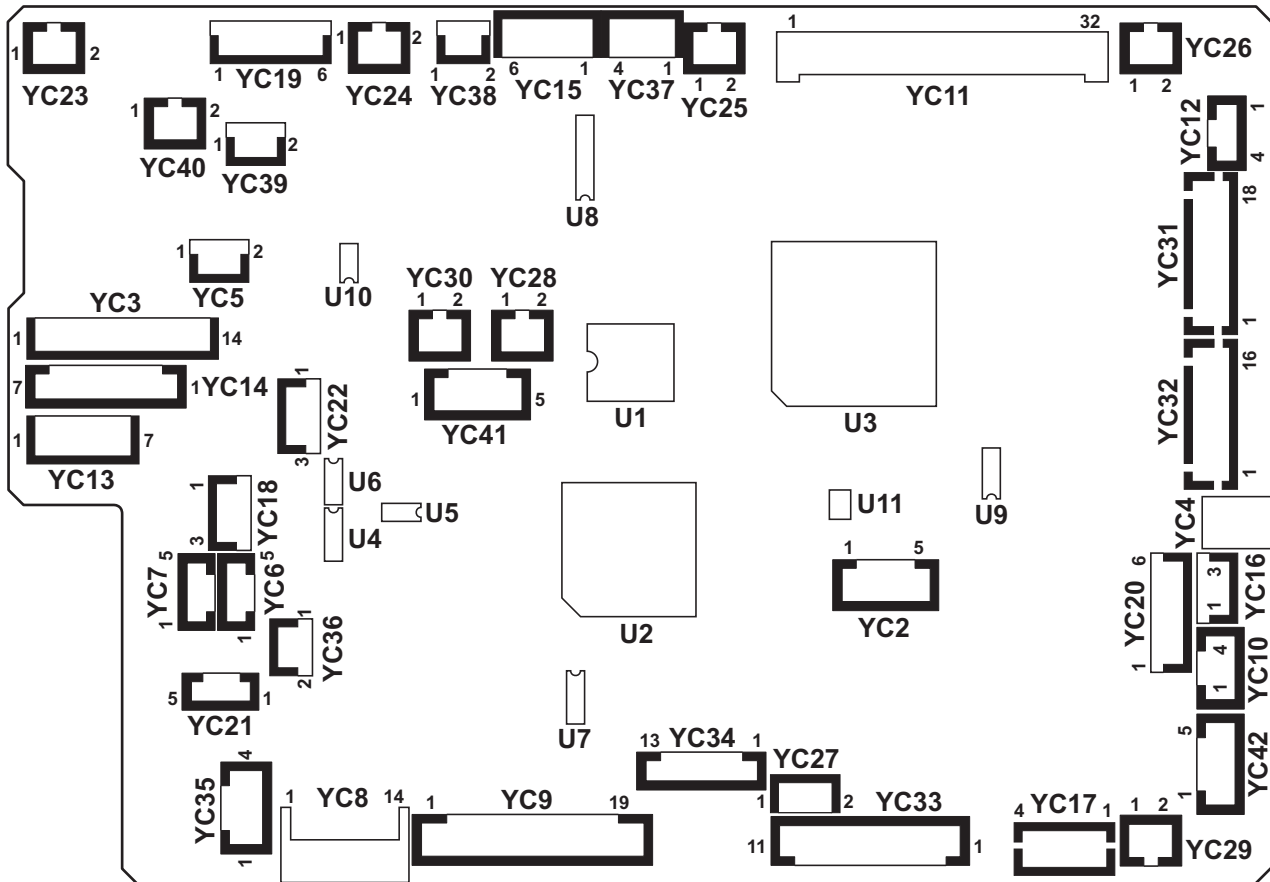 1 32
1 2 YC23
1 6 YC19
1 2 YC24
1 2 YC38
6 1 YC15
4 1 YC37
1 2 YC25
YC11
1 2 YC26
1 2 YC40
1 2 YC39
U8
1 4 YC12
18 1 YC31
1 2 YC5
U10
YC30 1 2
YC28 1 2
YC3 1 14
7 1 YC14
1 7 YC13
1 3 YC22
1 5 YC41
U1
U3
16 1 YC32
U6
U4
U5
1 3 YC18
U11
U9
YC4
5 1 YC7
5 1 YC6
U2
1 5 YC2
6 1 YC20
3 1 YC16
1 2 YC36
4 1 YC10
5 1 YC21
U7
13 YC34 1
YC27 1 2
5 1 YC42
4 1 YC35
1 YC8 14
1 YC9 19
11 YC33 1
4 YC17 1
1 2 YC29